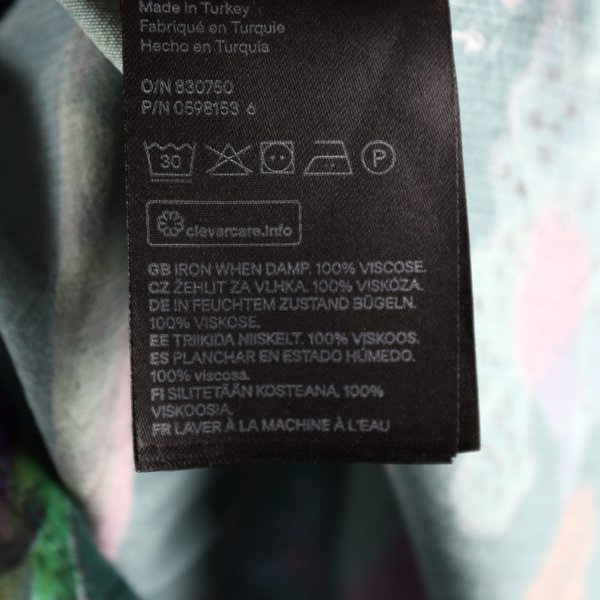 Made in Turkey
Fabriqué en Turquie
Hecho en Turquía
O/N 830750
P/N 0598153 6
30 P
clevercare.info
GB IRON WHEN DAMP. 100% VISCOSE.
CZ ŽEHLIT ZA VLHKA. 100% VISKÓZA.
DE IN FEUCHTEM ZUSTAND BÜGELN.
100% VISKOSE.
EE TRIIKIDA NIISKELT. 100% VISKOOS.
ES PLANCHAR EN ESTADO HÚMEDO.
100% viscosa.
FI SILITETÄÄN KOSTEANA. 100%
VISKOOSIA.
FR LAVER À LA MACHINE À L'EAU